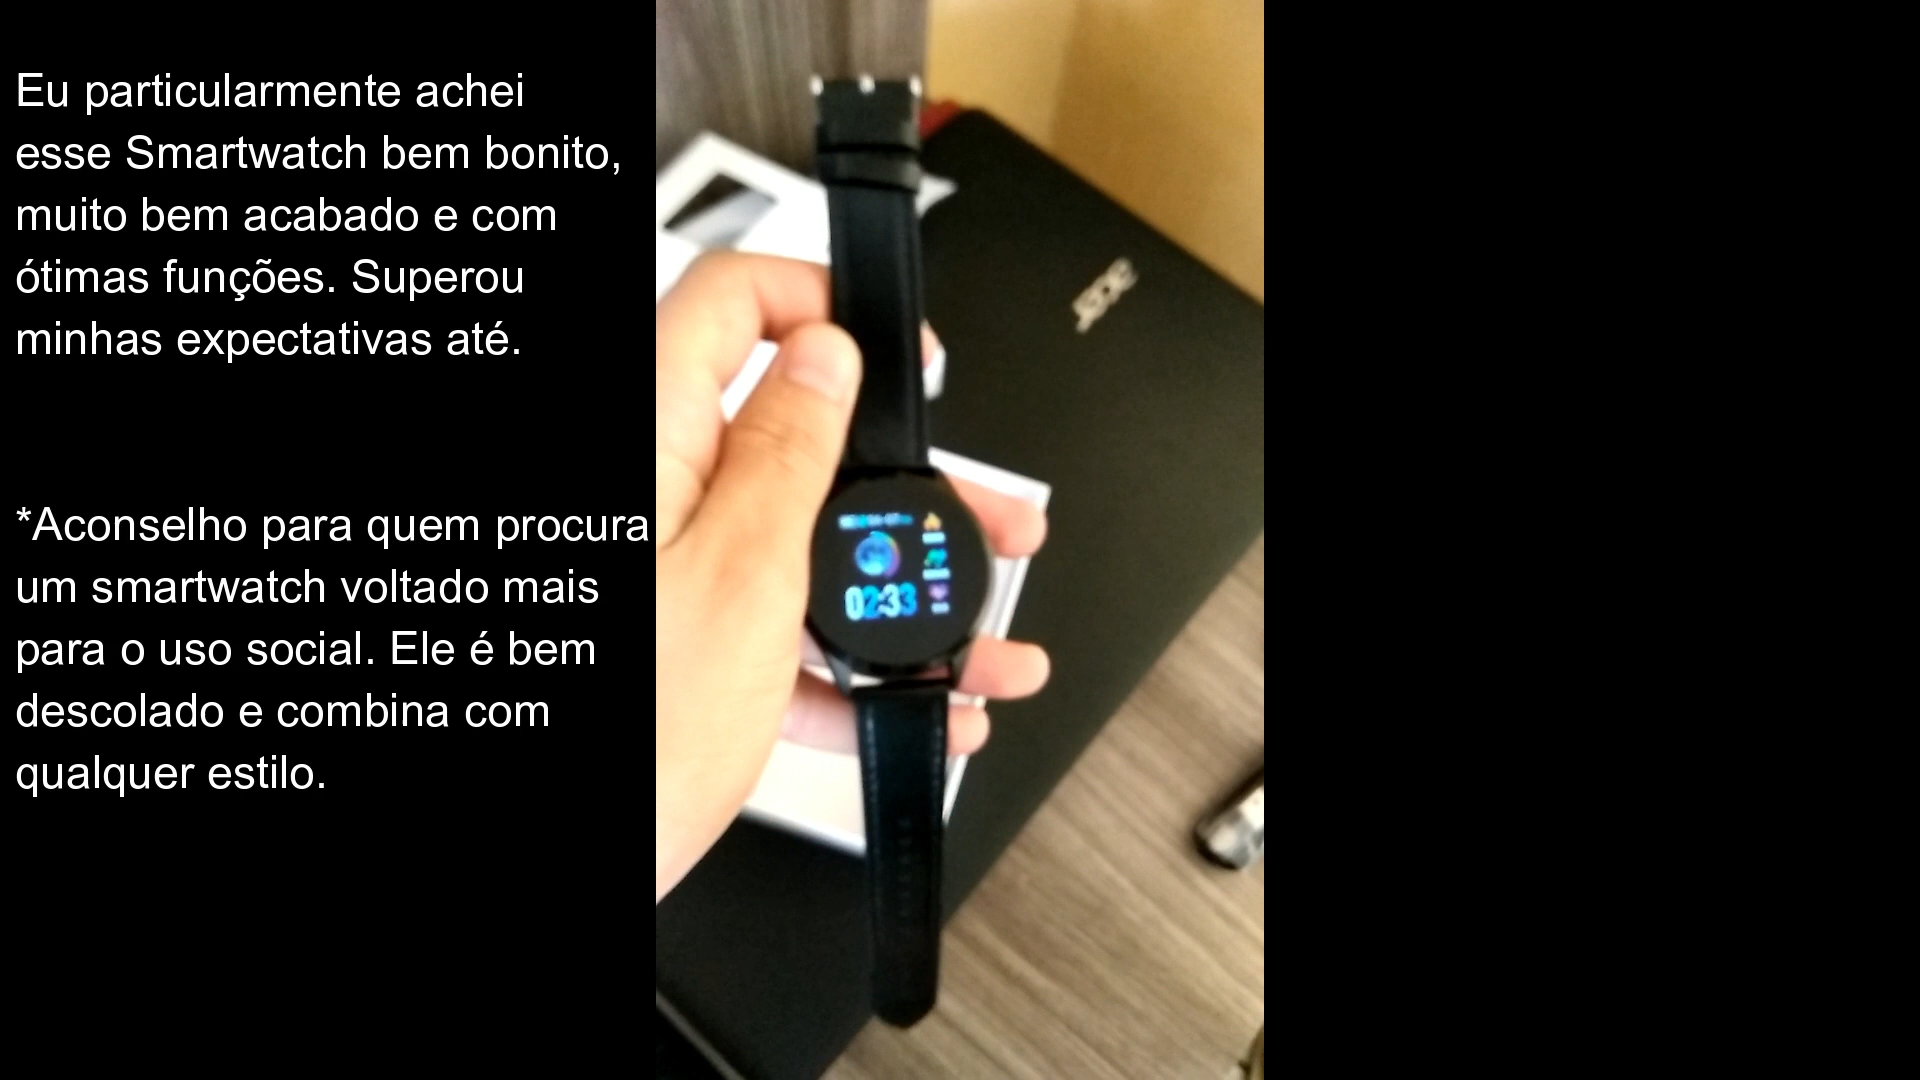 Eu particularmente achei
esse Smartwatch bem bonito,
muito bem acabado e com
ótimas funções. Superou
minhas expectativas até.
*Aconselho para quem procura
um smartwatch voltado mais
para o uso social. Ele é bem
descolado e combina com
qualquer estilo.
acer
02:33